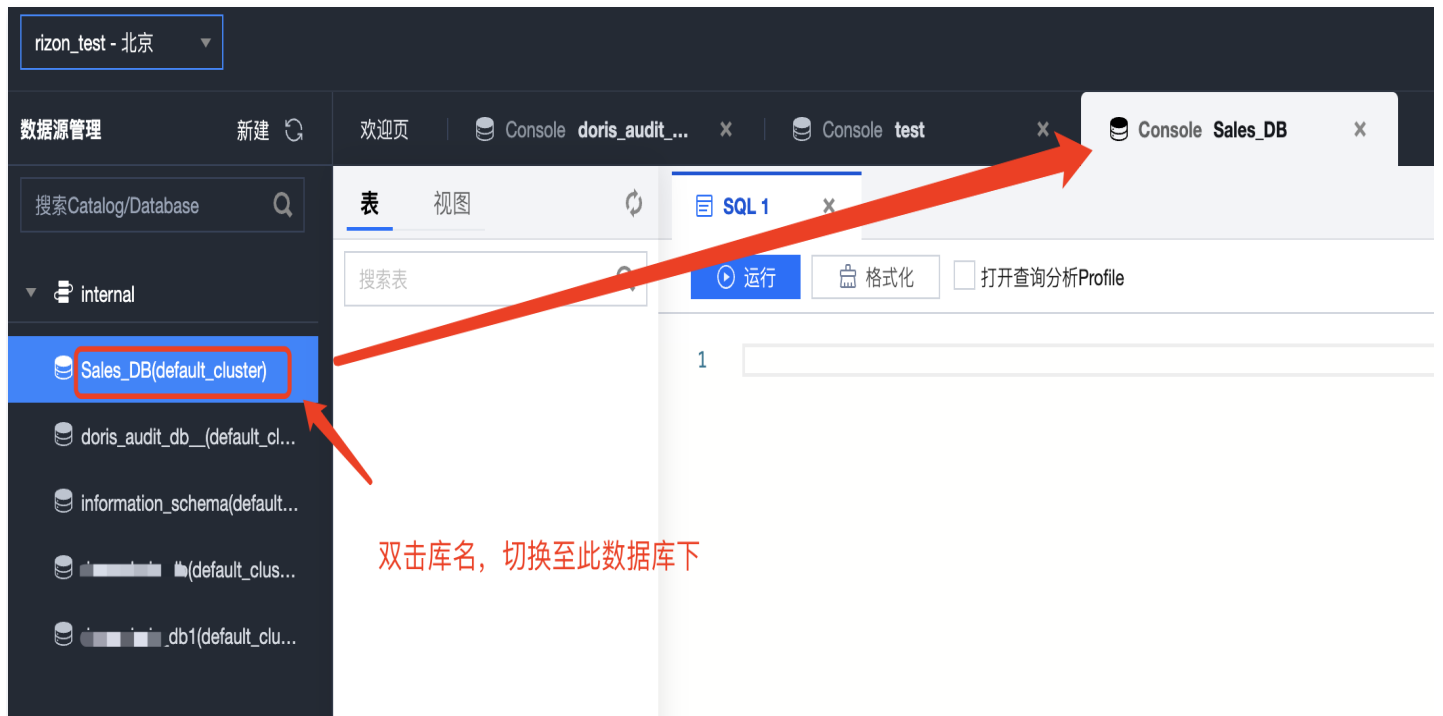 rizon_test - 北京
数据源管理 新建
欢迎页 Console doris_audit_... Console test Console Sales_DB
搜索Catalog/Database
表 视图
SQL 1
搜索表
运行 格式化 打开查询分析Profile
internal
1
Sales_DB(default_cluster)
doris_audit_db__(default_cl...
information_schema(default...
(default_clus...
_db1(default_clu...
双击库名，切换至此数据库下